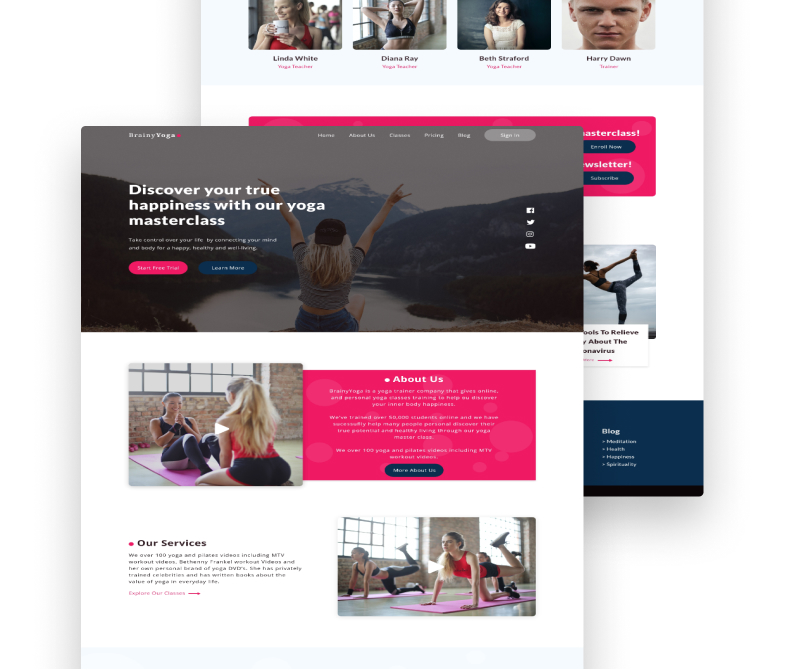 Linda White
Yoga Teacher
Diana Ray
Yoga Teacher
Beth Straford
Yoga Teacher
Harry Dawn
Trainer
asterclass!
Enroll Now
wsletter!
Subscribe
BrainyYoga
Home
About Us
Classes
Pricing
Blog
Sign In
Discover your true
happiness with our yoga
masterclass
Take control over your life by connecting your mind
and body for a happy, healthy and well-living.
Start Free Trial
Learn More
ools To Relieve
y About The
onavirus
About Us
BrainyYoga is a yoga trainer company that gives online,
and personal yoga classes training to help ou discover
your inner body happiness.
We've trained over 50,000 students online and we have
sucessully help many people personal discover their
true potential and healthy living through our yoga
master class.
We over 100 yoga and pilates videos including MTV
workout videos.
More About Us
Blog
> Meditation
> Health
> Happiness
> Spirituality
Our Services
We over 100 yoga and pilates videos including MTV
workout videos, Bethenny Frankel workout Videos and
her own personal brand of yoga DVD's. She has privately
trained celebrities and has written books about the
value of yoga in everyday life.
Explore Our Classes